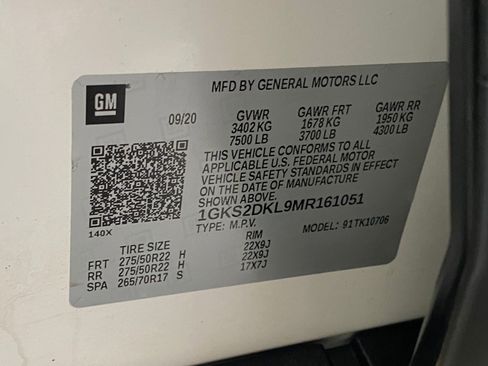 MFD BY GENERAL MOTORS LLC
GM
09/20 GVWR GAWR FRT GAWR RR
3402 KG 1678 KG 1950 KG
7500 LB 3700 LB 4300 LB
THIS VEHICLE CONFORMS TO ALL
APPLICABLE U.S. FEDERAL MOTOR
VEHICLE SAFETY STANDARDS IN EFFECT
ON THE DATE OF MANUFACTURE
SHOWN ABOVE.
1GKS2DKL9MR161051
140X TYPE: M.P.V. MODEL: 91TK10706
TIRE SIZE RIM
FRT 275/50R22 H 22X9J
RR 275/50R22 H 22X9J
SPA 265/70R17 S 17X7J